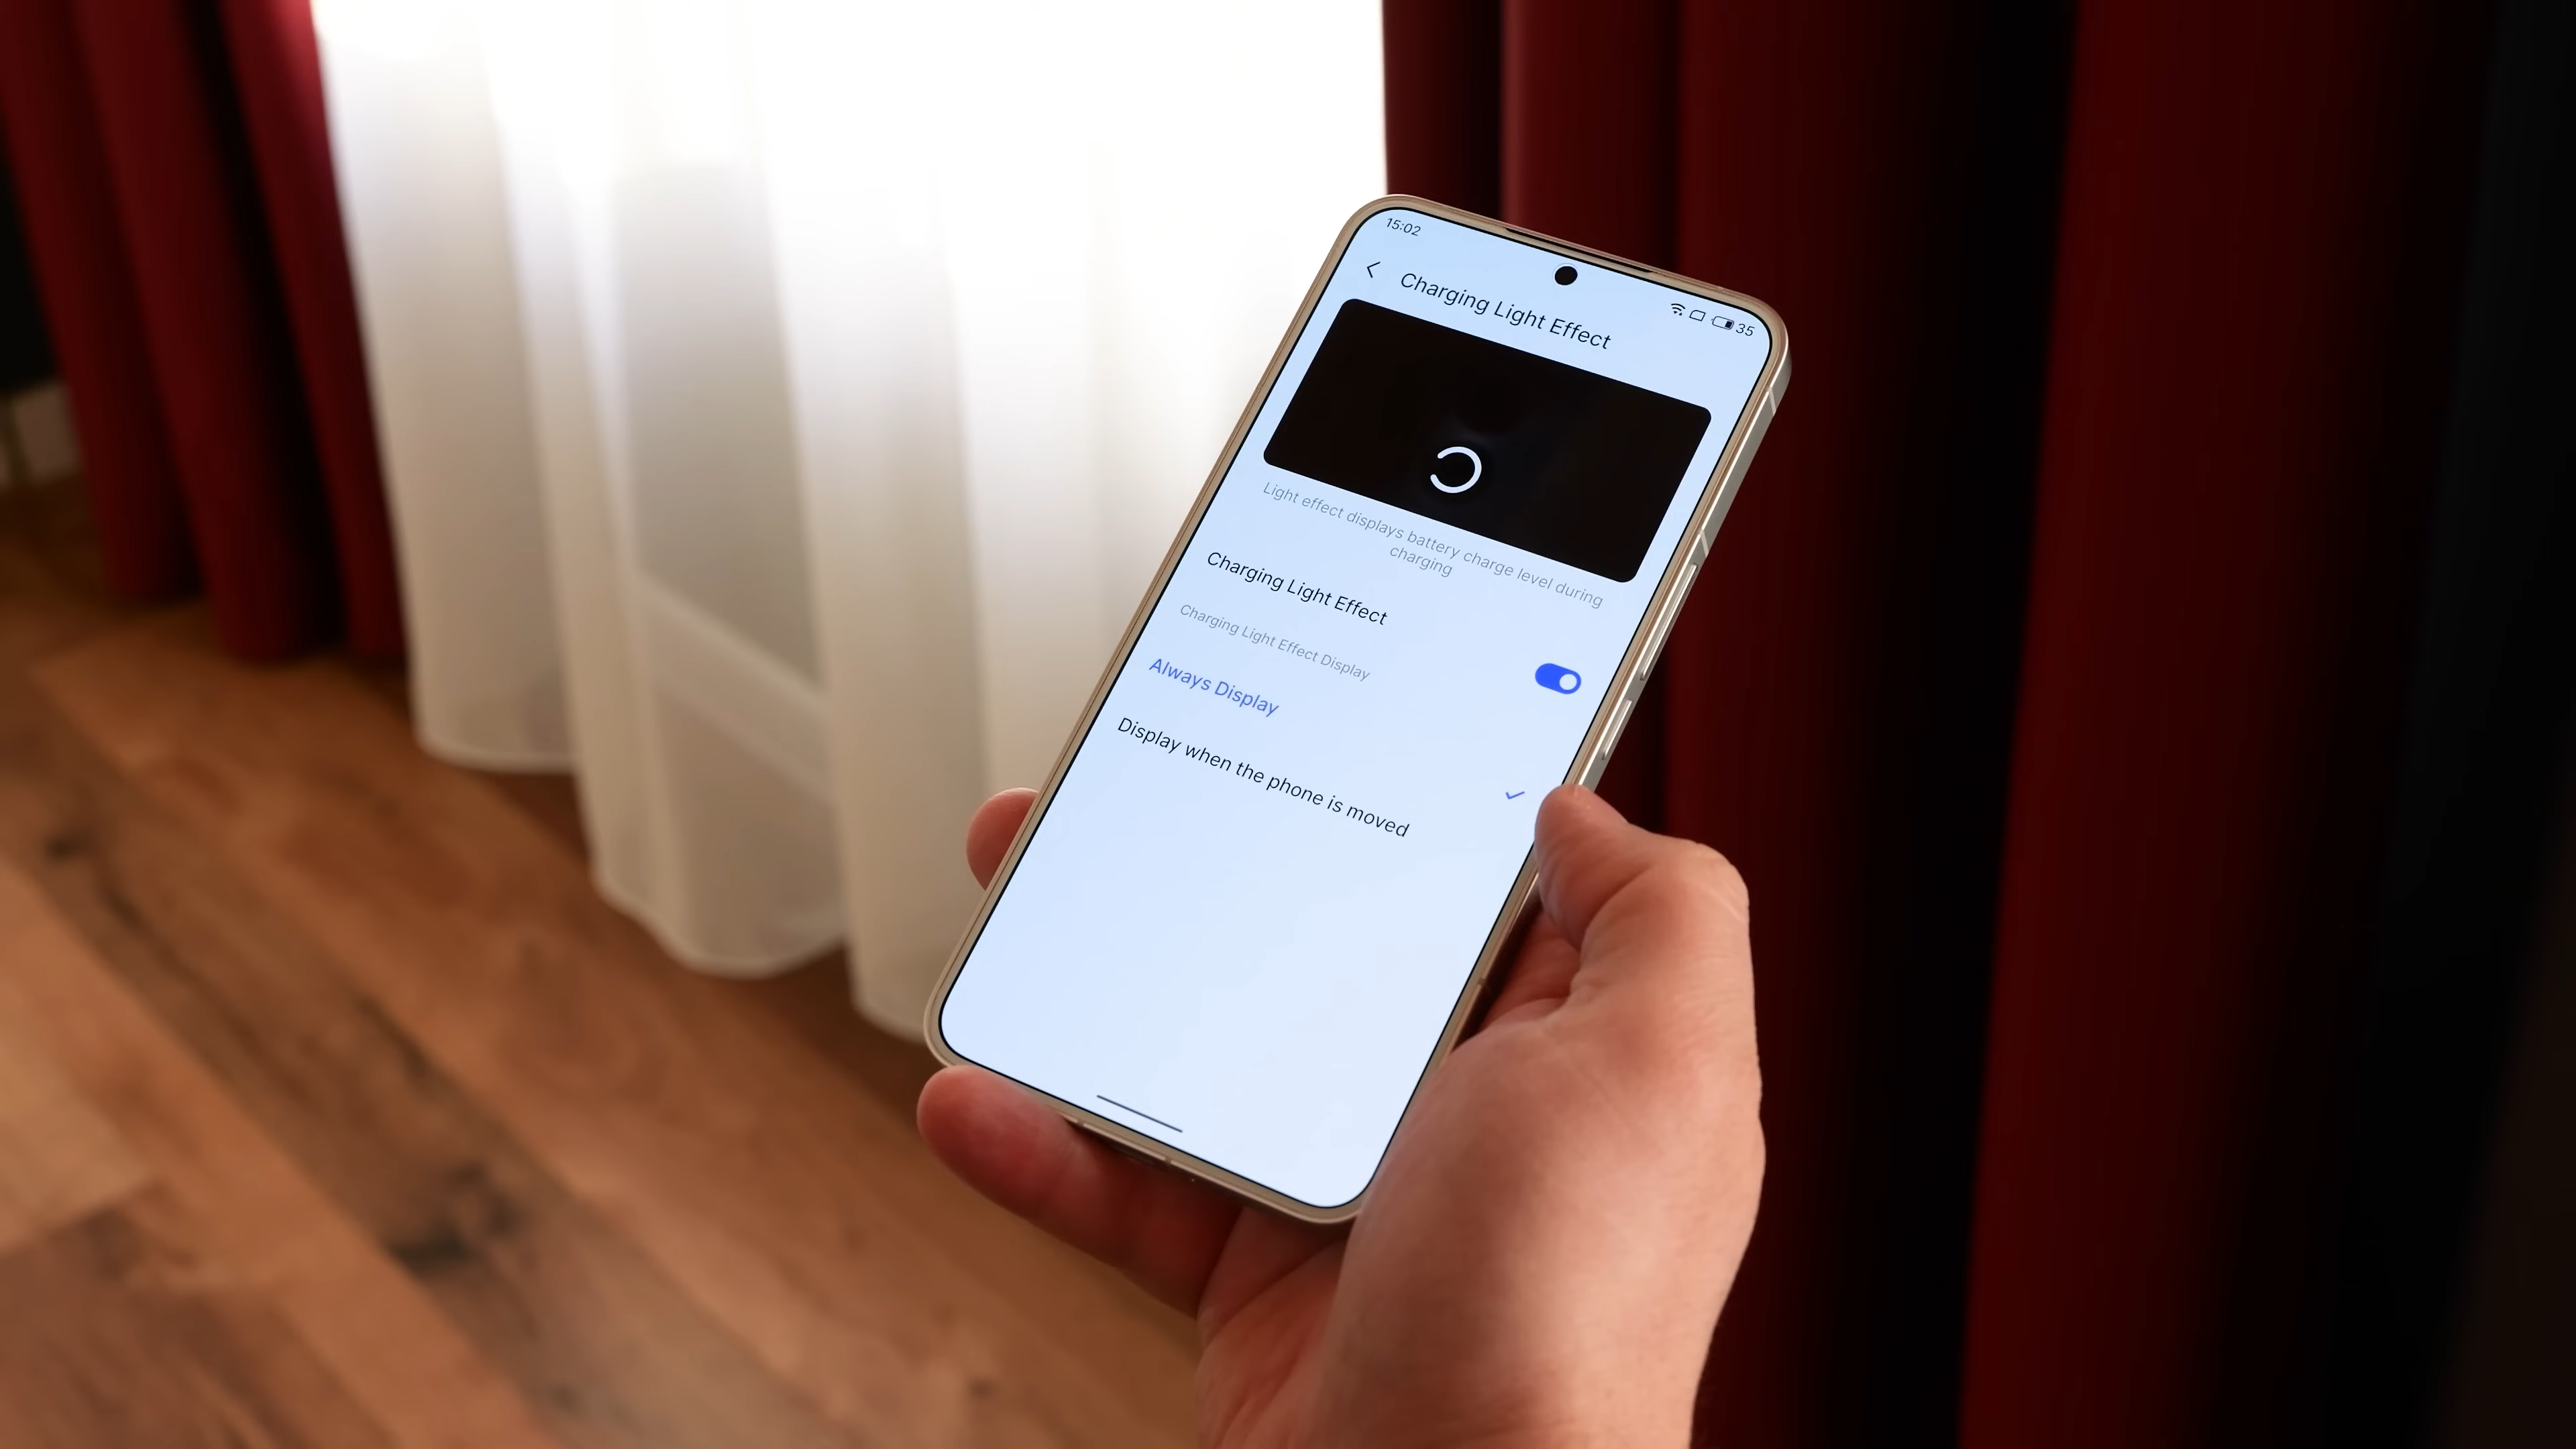 15:02
35
Charging Light Effect
Light effect displays battery charge level during
charging
Charging Light Effect
Charging Light Effect Display
Always Display
Display when the phone is moved